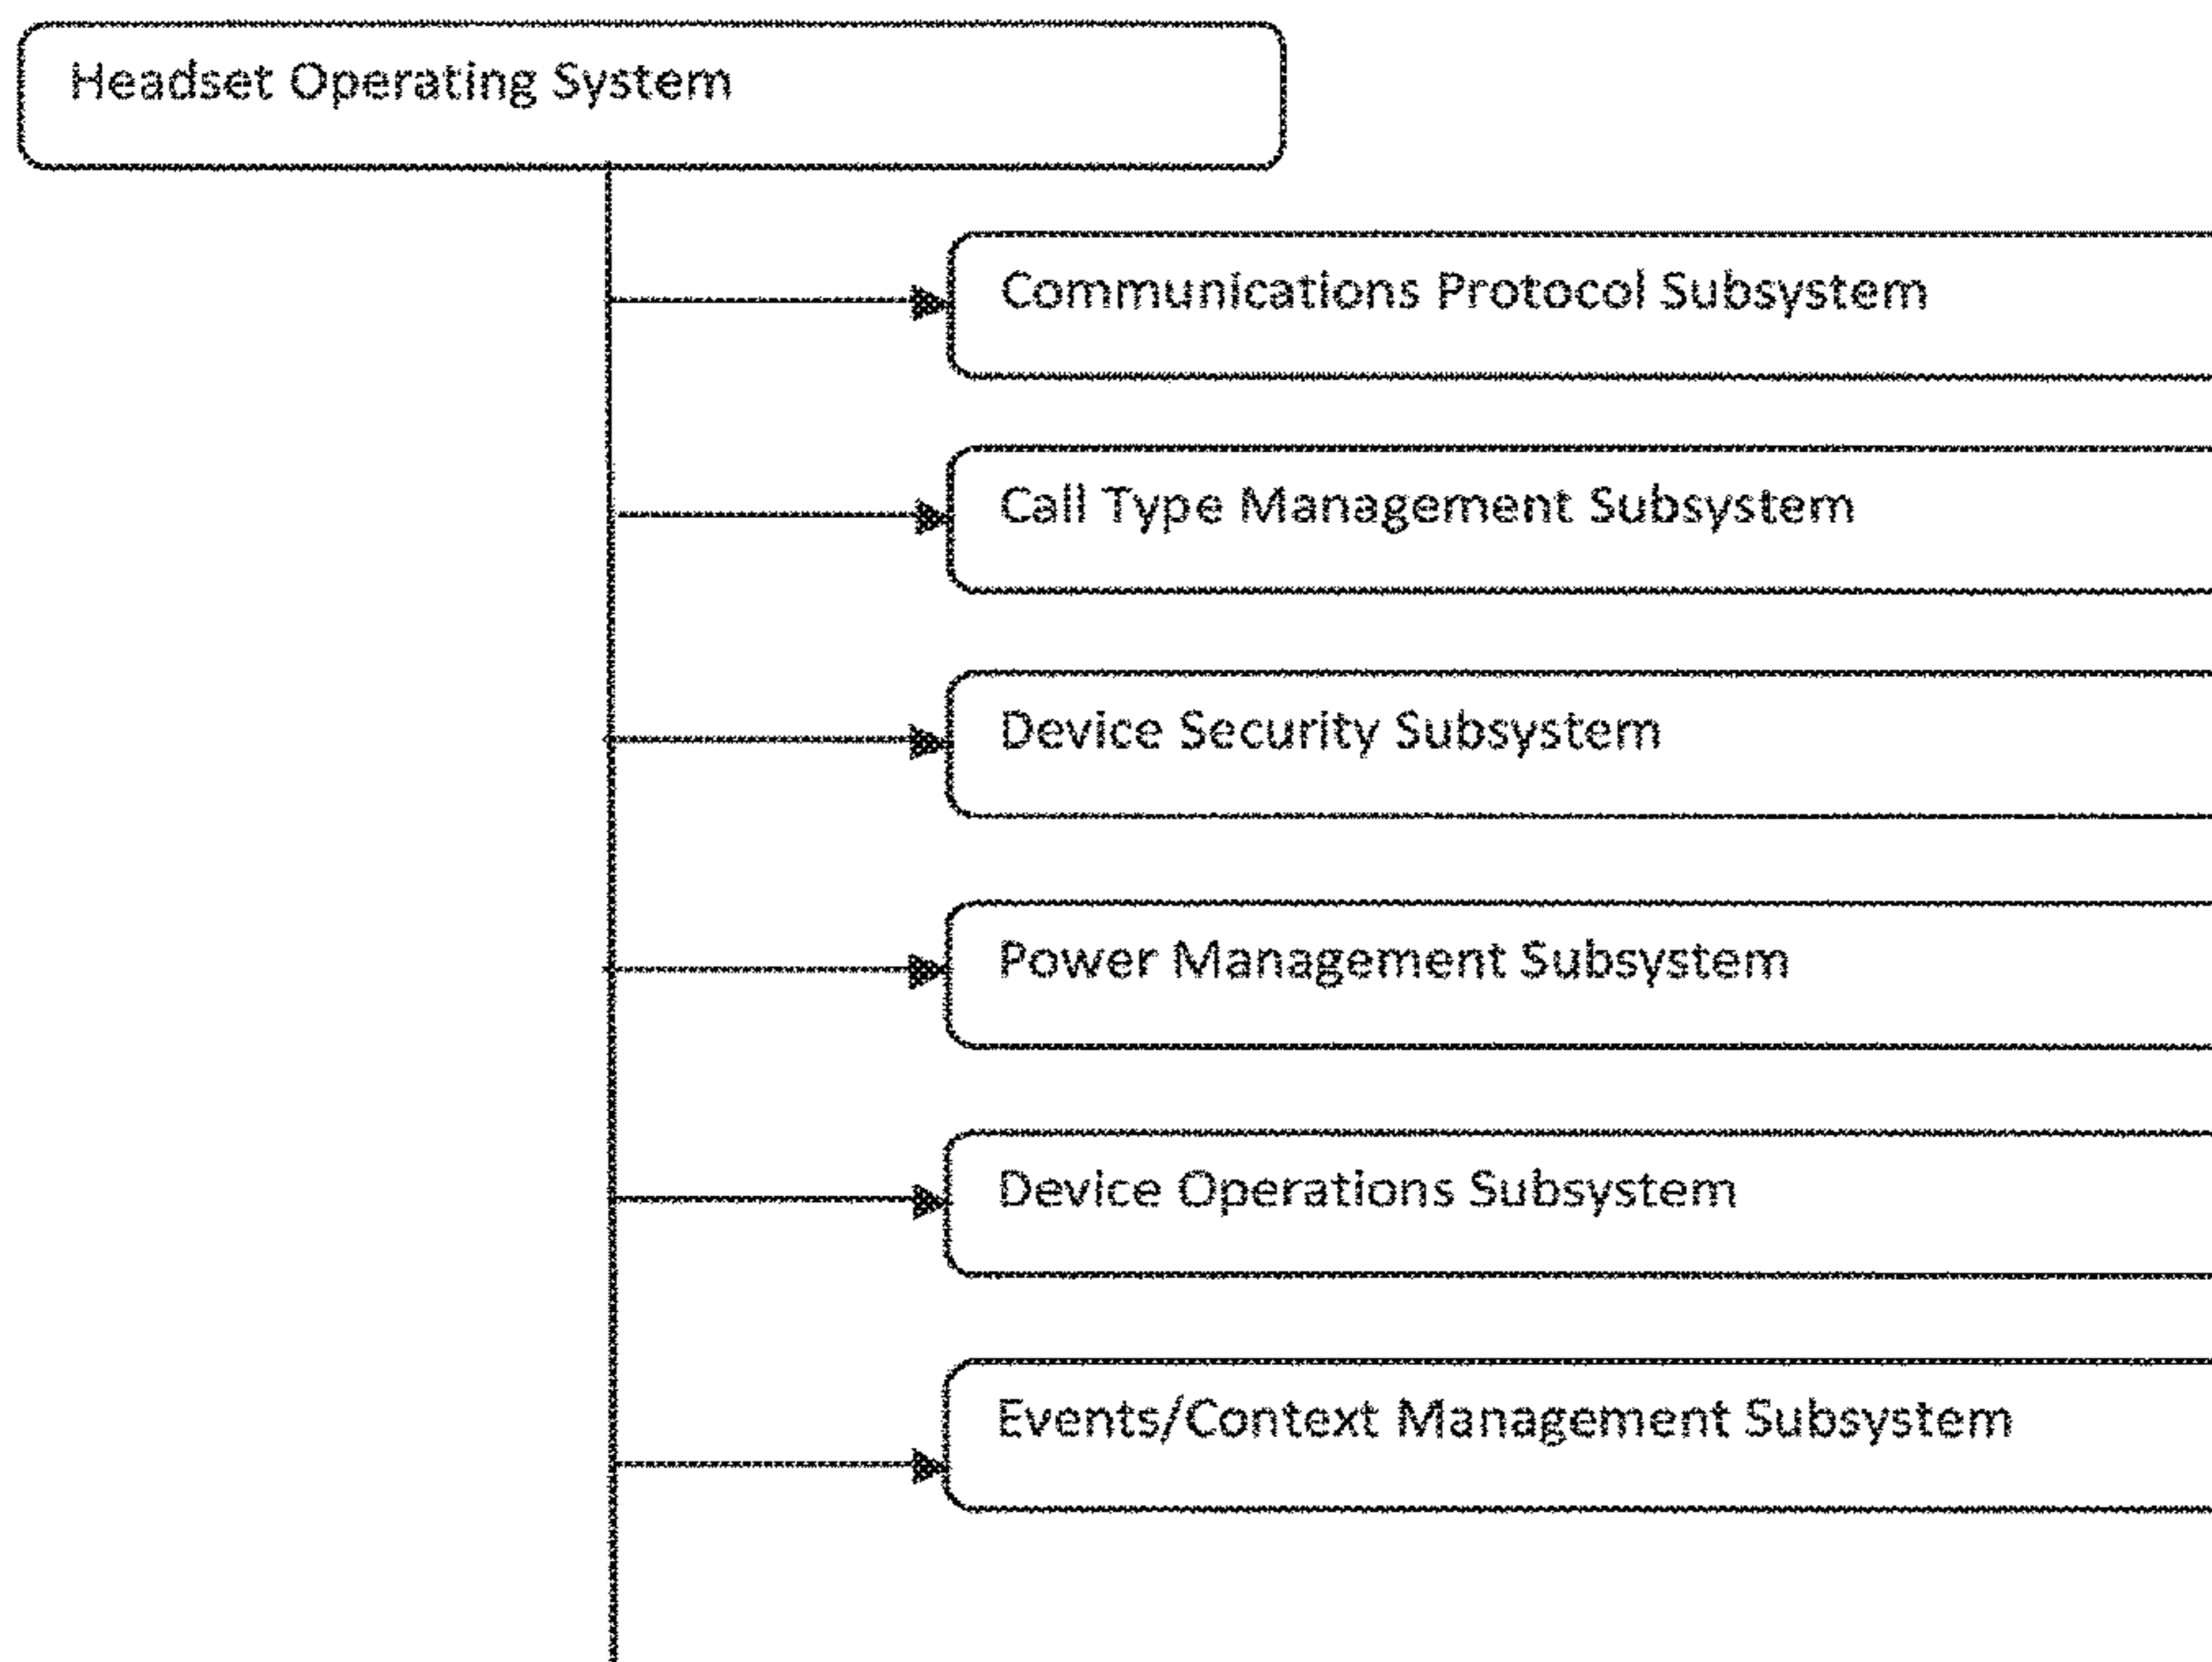 Headset Operating System
Communications Protocol Subsystem
Call Type Management Subsystem
Device Security Subsystem
Power Management Subsystem
Device Operations Subsystem
Events/Context Management Subsystem